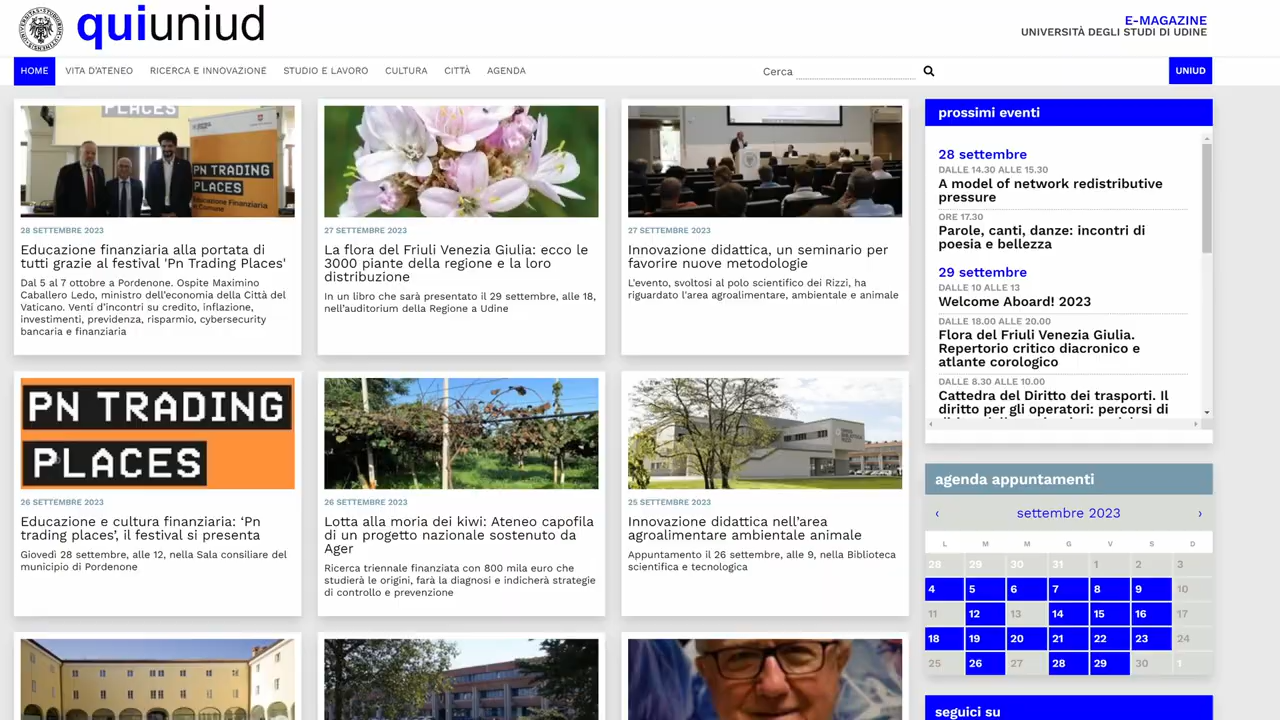 quiuniud
E-MAGAZINE
UNIVERSITÀ DEGLI STUDI DI UDINE
HOME VITA D'ATENEO RICERCA E INNOVAZIONE STUDIO E LAVORO CULTURA CITTÀ AGENDA Cerca UNIUD
PLACES
PN TRADING
PLACES
Educazione Finanziaria
in Comune
28 SETTEMBRE 2023
Educazione finanziaria alla portata di
tutti grazie al festival 'Pn Trading Places'
Dal 5 al 7 ottobre a Pordenone. Ospite Maximino
Caballero Ledo, ministro dell'economia della Città del
Vaticano. Venti d'incontri su credito, inflazione,
investimenti, previdenza, risparmio, cybersecurity
bancaria e finanziaria
27 SETTEMBRE 2023
La flora del Friuli Venezia Giulia: ecco le
3000 piante della regione e la loro
distribuzione
In un libro che sarà presentato il 29 settembre, alle 18,
nell'auditorium della Regione a Udine
27 SETTEMBRE 2023
Innovazione didattica, un seminario per
favorire nuove metodologie
L'evento, svoltosi al polo scientifico dei Rizzi, ha
riguardato l'area agroalimentare, ambientale e animale
PN TRADING
PLACES
26 SETTEMBRE 2023
Educazione e cultura finanziaria: ‘Pn
trading places’, il festival si presenta
Giovedì 28 settembre, alle 12, nella Sala consiliare del
municipio di Pordenone
26 SETTEMBRE 2023
Lotta alla moria dei kiwi: Ateneo capofila
di un progetto nazionale sostenuto da
Ager
Ricerca triennale finanziata con 800 mila euro che
studierà le origini, farà la diagnosi e indicherà strategie
di controllo e prevenzione
25 SETTEMBRE 2023
Innovazione didattica nell’area
agroalimentare ambientale animale
Appuntamento il 26 settembre, alle 9, nella Biblioteca
scientifica e tecnologica
prossimi eventi
28 settembre
DALLE 14.30 ALLE 15.30
A model of network redistributive
pressure
ORE 17.30
Parole, canti, danze: incontri di
poesia e bellezza
29 settembre
DALLE 10 ALLE 13
Welcome Aboard! 2023
DALLE 18.00 ALLE 20.00
Flora del Friuli Venezia Giulia.
Repertorio critico diacronico e
atlante corologico
DALLE 8.30 ALLE 10.00
Cattedra del Diritto dei trasporti. Il
diritto per gli operatori: percorsi di
agenda appuntamenti
‹ settembre 2023 ›
L M M G V S D
28 29 30 31 1 2 3
4 5 6 7 8 9 10
11 12 13 14 15 16 17
18 19 20 21 22 23 24
25 26 27 28 29 30 1
seguici su